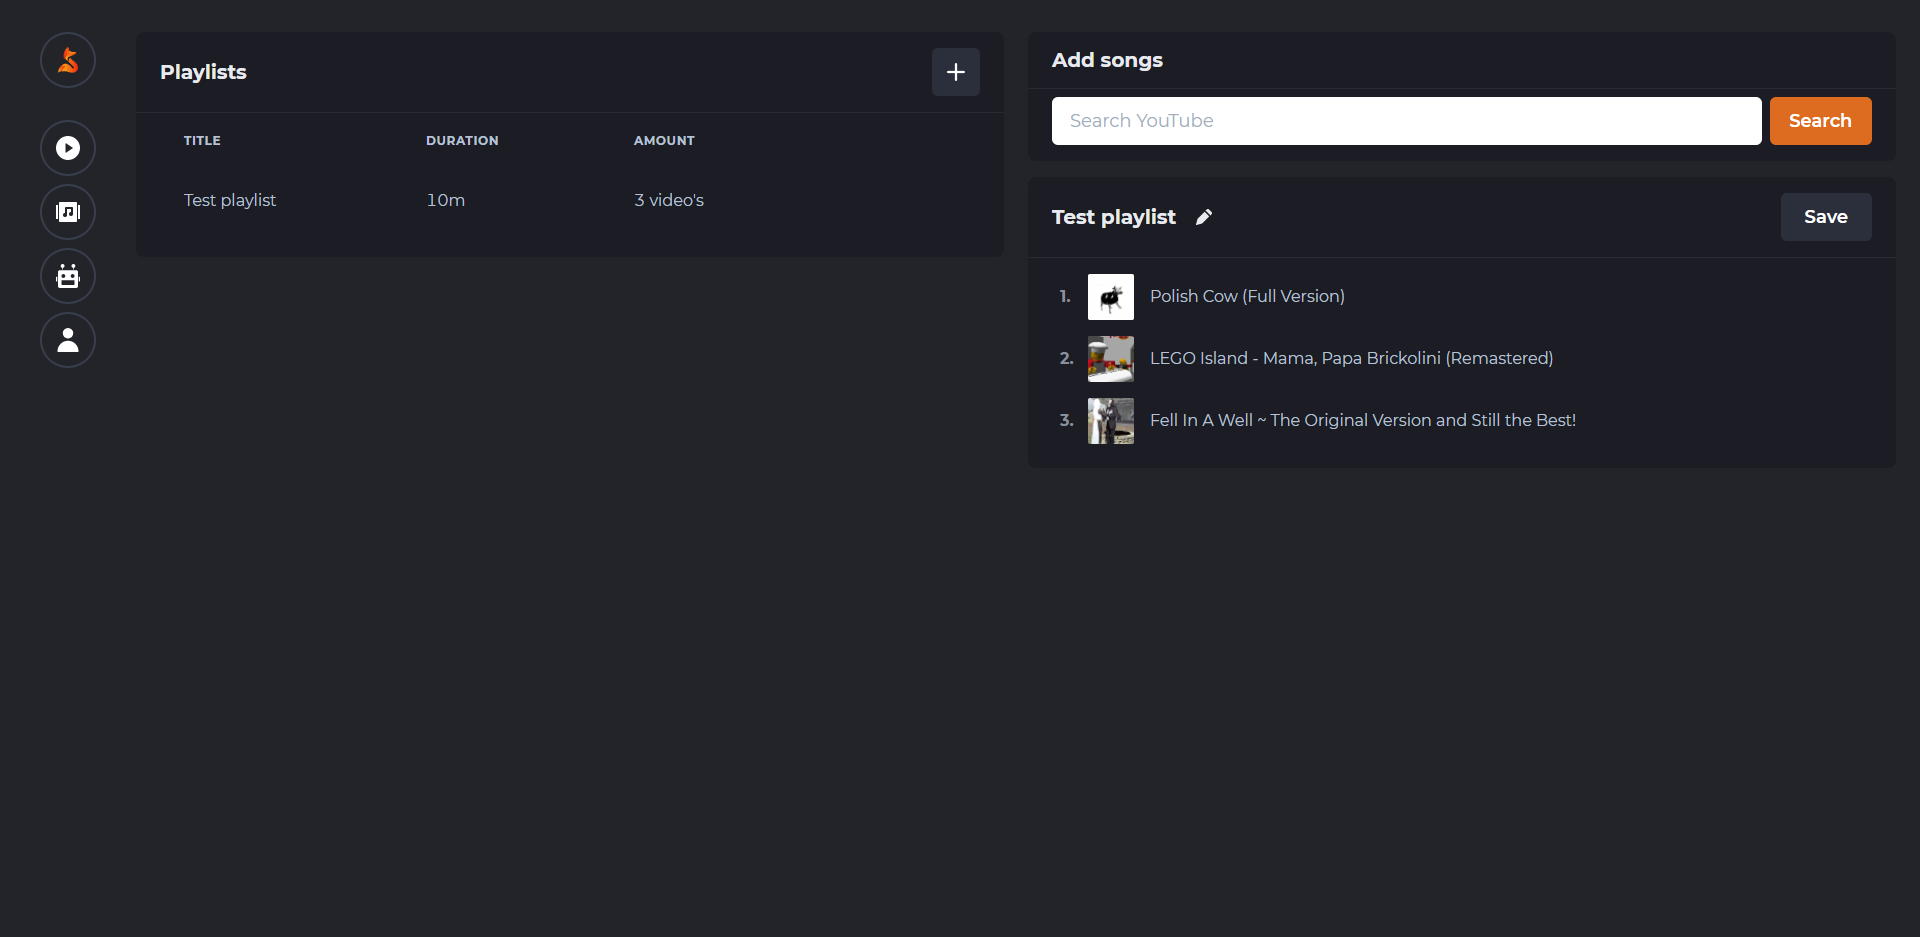 Playlists
TITLE DURATION AMOUNT
Test playlist 10m 3 video's
Add songs
Search YouTube Search
Test playlist Save
1. Polish Cow (Full Version)
2. LEGO Island - Mama, Papa Brickolini (Remastered)
3. Fell In A Well ~ The Original Version and Still the Best!